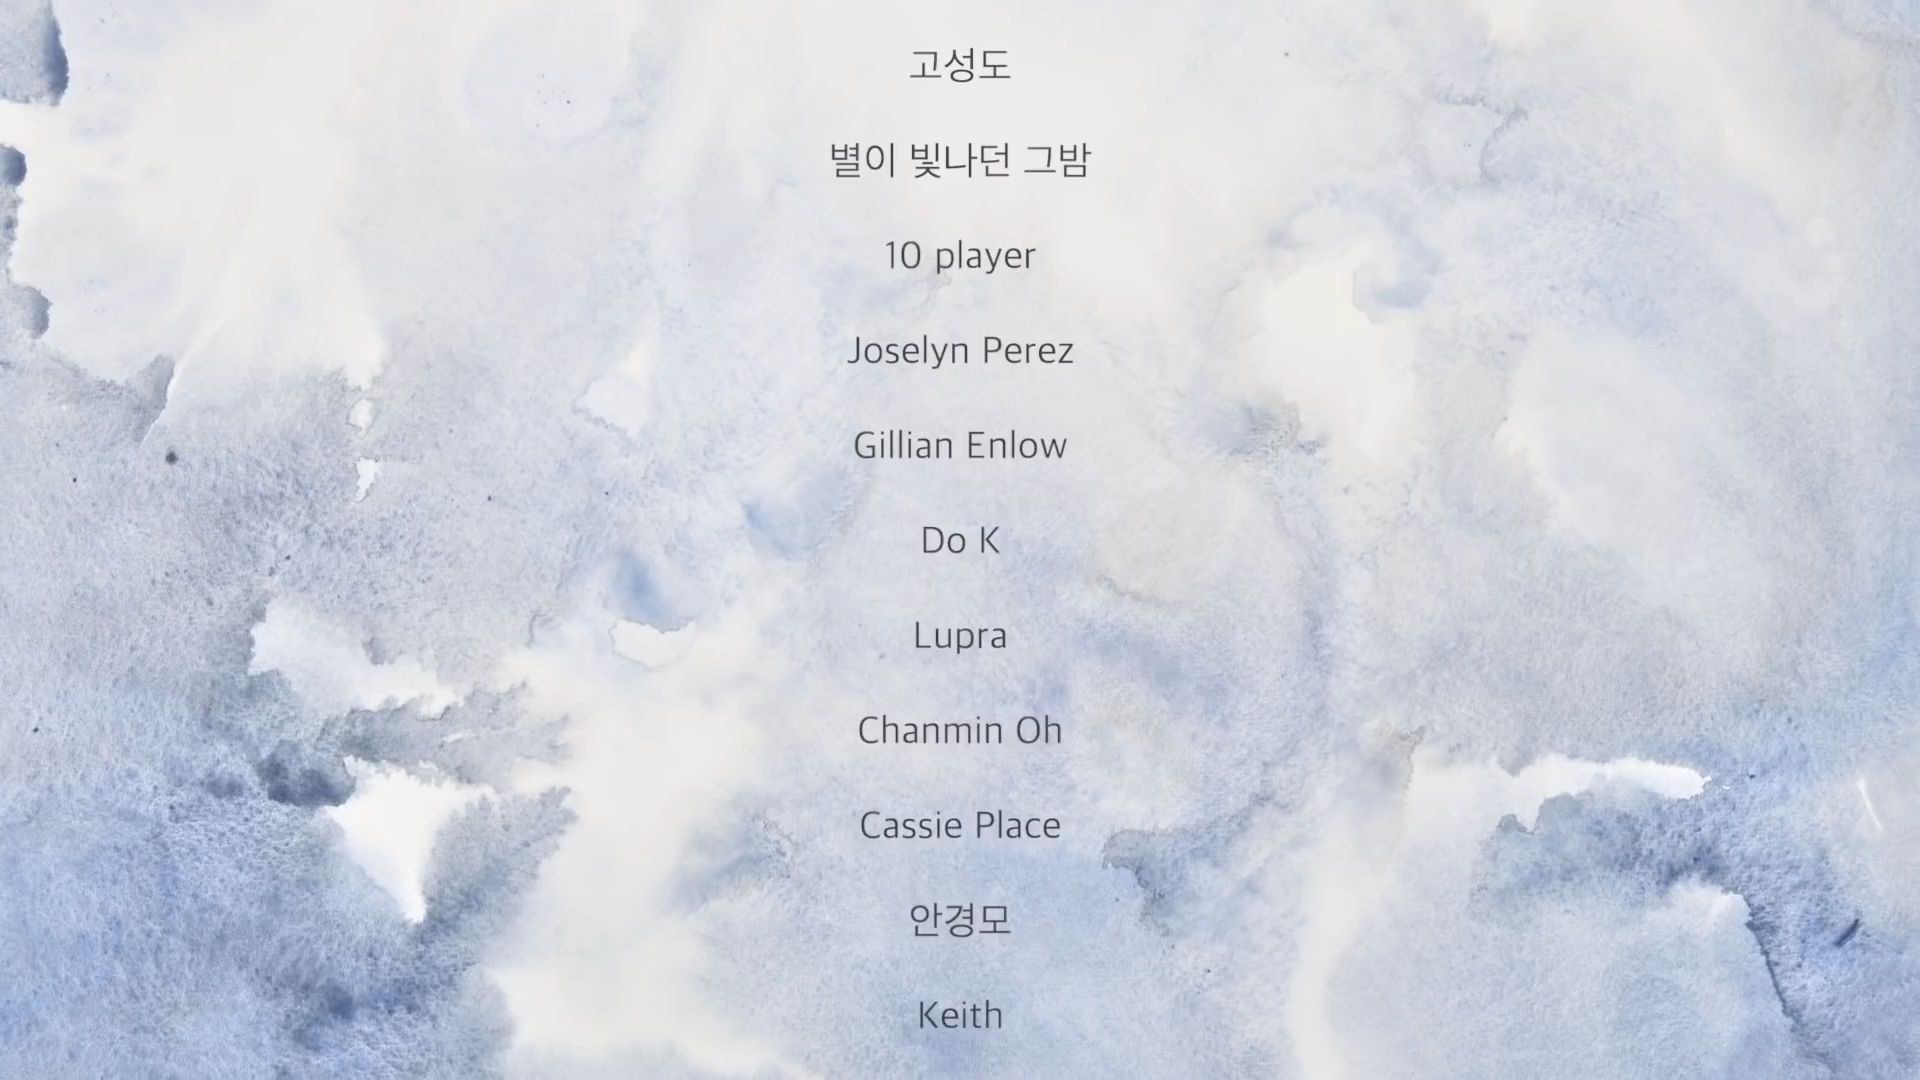 고성도
별이 빛나던 그밤
10 player
Joselyn Perez
Gillian Enlow
Do K
Lupra
Chanmin Oh
Cassie Place
안경모
Keith